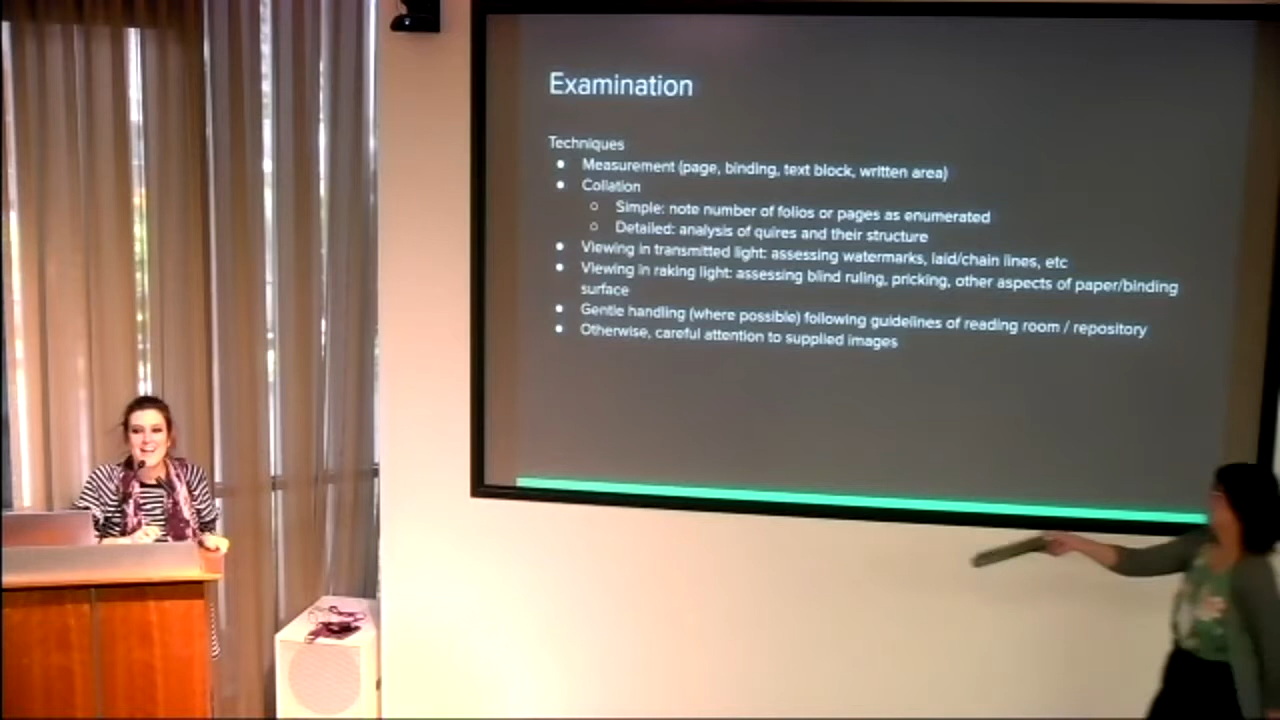 Examination
Techniques
● Measurement (page, binding, text block, written area)
● Collation
○ Simple: note number of folios or pages as enumerated
○ Detailed: analysis of quires and their structure
● Viewing in transmitted light: assessing watermarks, laid/chain lines, etc
● Viewing in raking light: assessing blind ruling, pricking, other aspects of paper/binding
surface
● Gentle handling (where possible) following guidelines of reading room / repository
● Otherwise, careful attention to supplied images